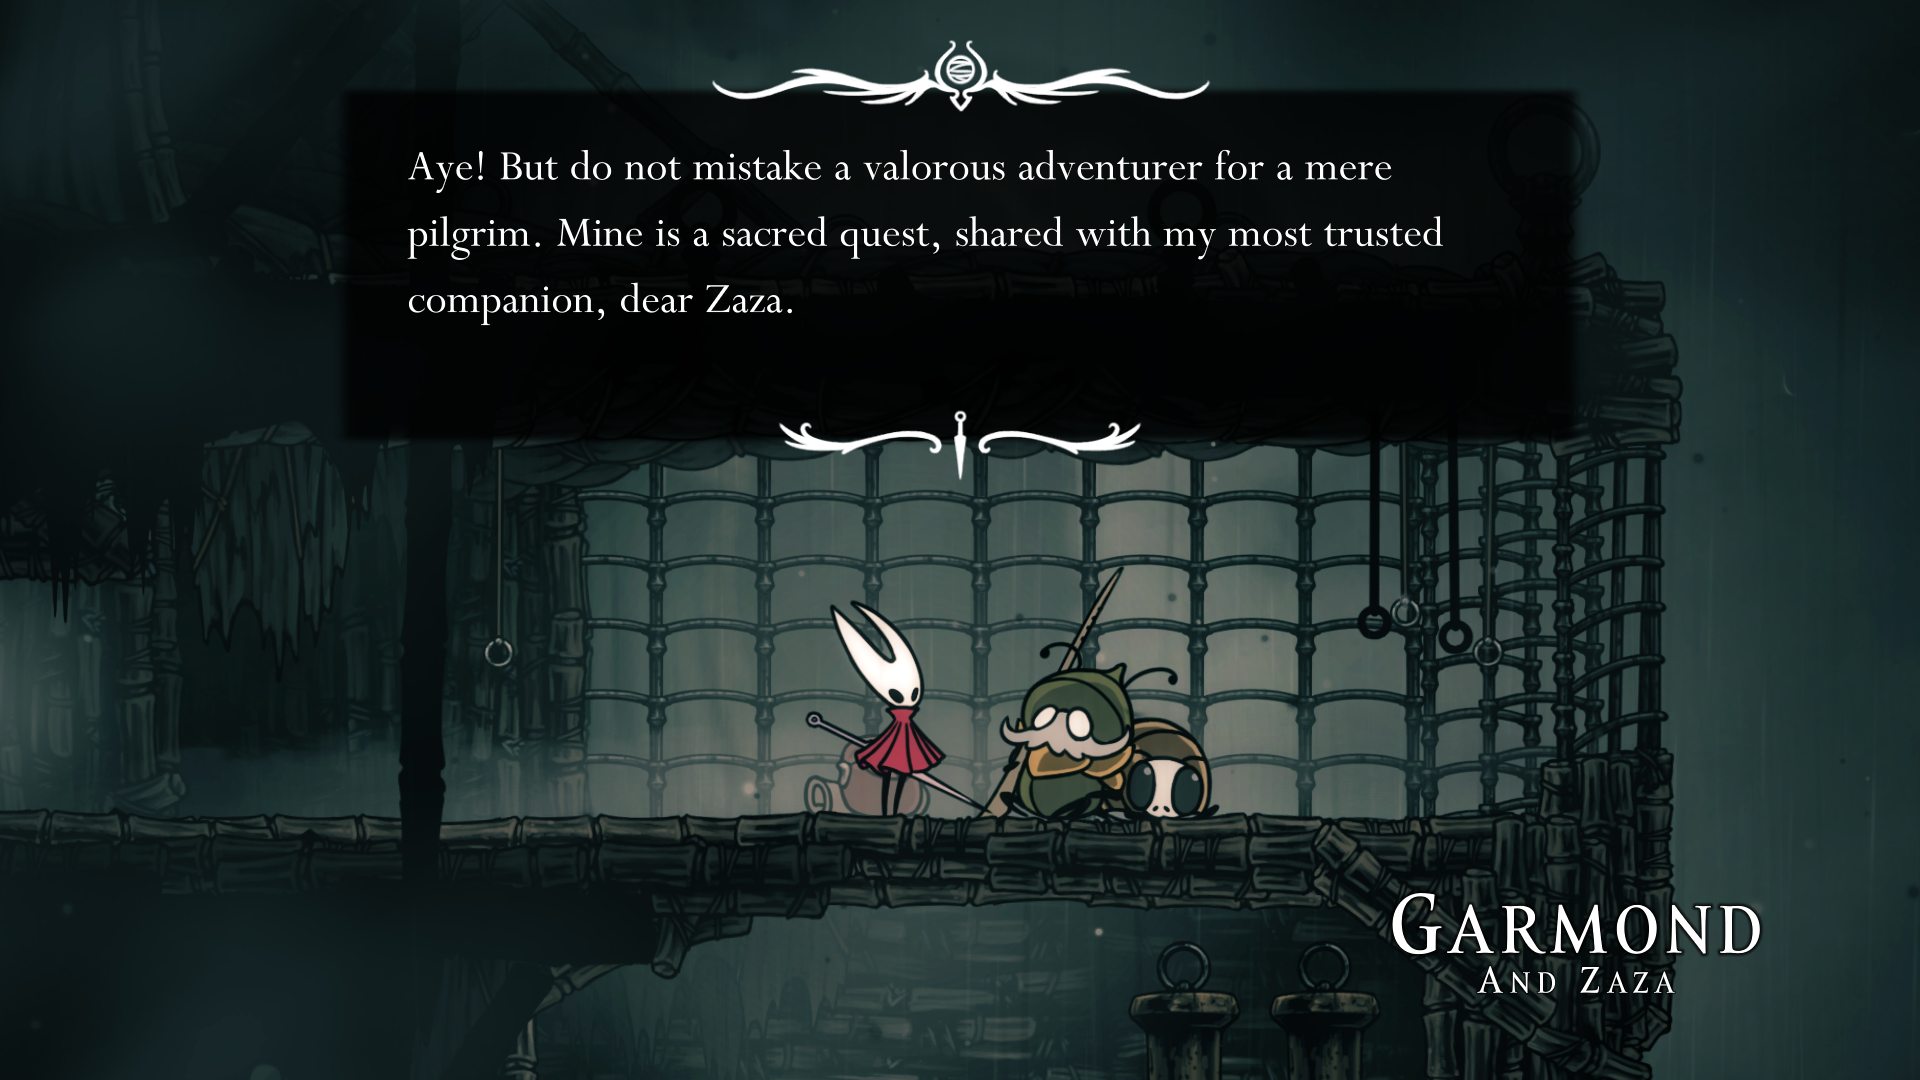 Aye! But do not mistake a valorous adventurer for a mere
pilgrim. Mine is a sacred quest, shared with my most trusted
companion, dear Zaza.
Garmond
And Zaza